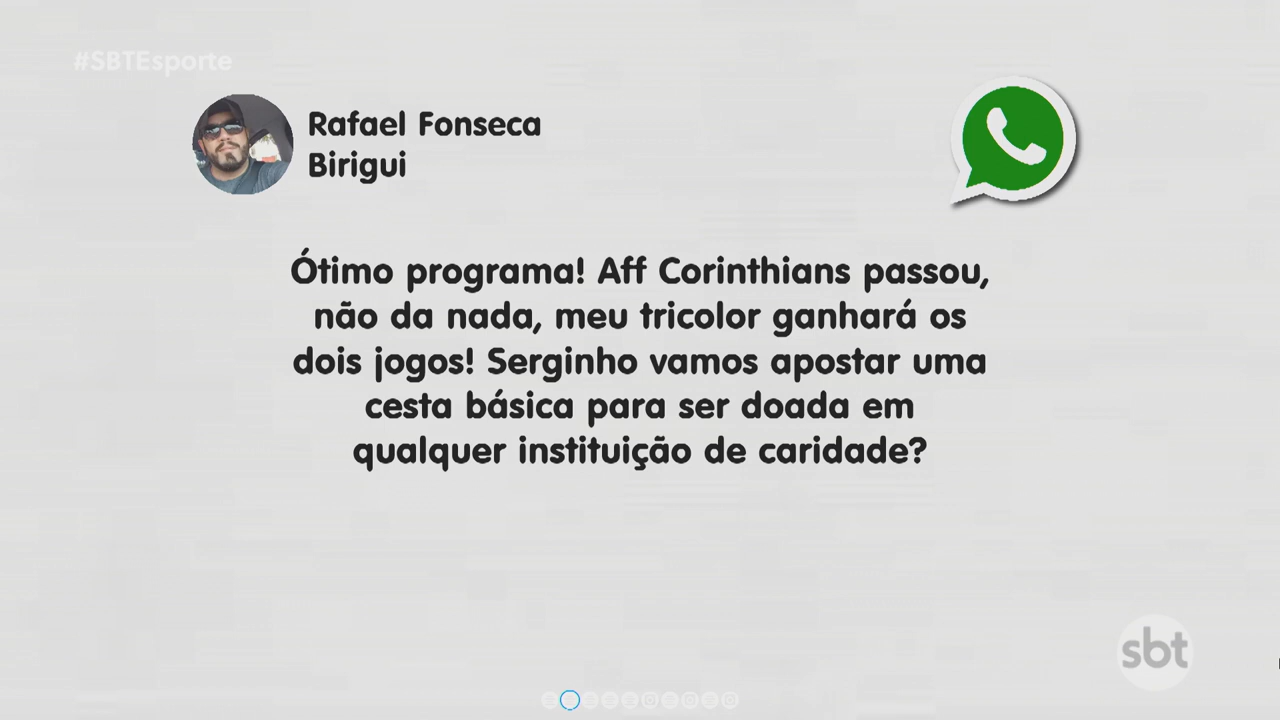 #SBTEsporte
Rafael Fonseca
Birigui
Ótimo programa! Aff Corinthians passou,
não da nada, meu tricolor ganhará os
dois jogos! Serginho vamos apostar uma
cesta básica para ser doada em
qualquer instituição de caridade?
sbt